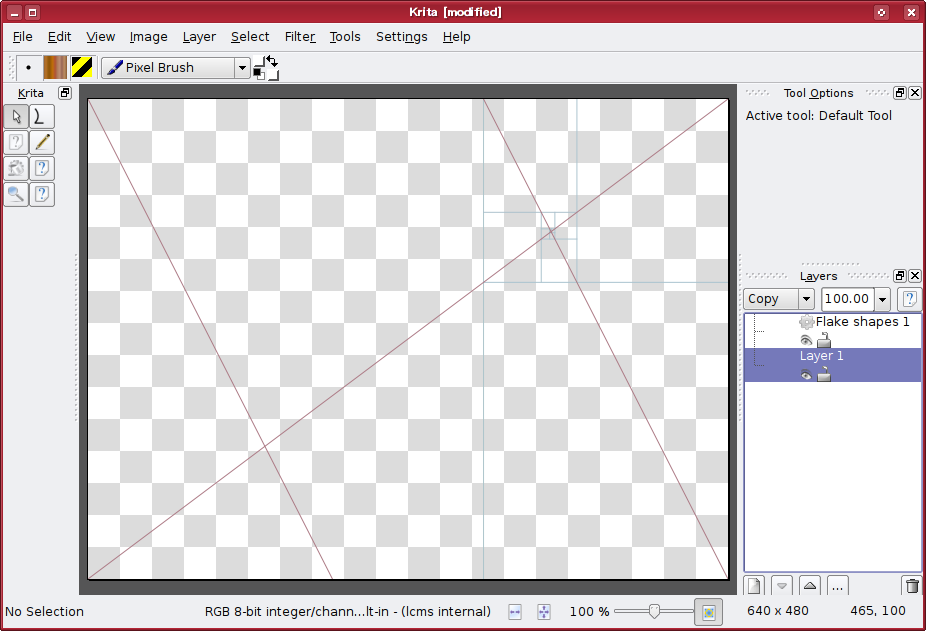 Krita [modified]
File Edit View Image Layer Select Filter Tools Settings Help
Pixel Brush
Krita
Tool Options
Active tool: Default Tool
Layers
Copy 100.00
Flake shapes 1
Layer 1
...
No Selection RGB 8-bit integer/chann...lt-in - (lcms internal) 100 % 640 x 480 465, 100